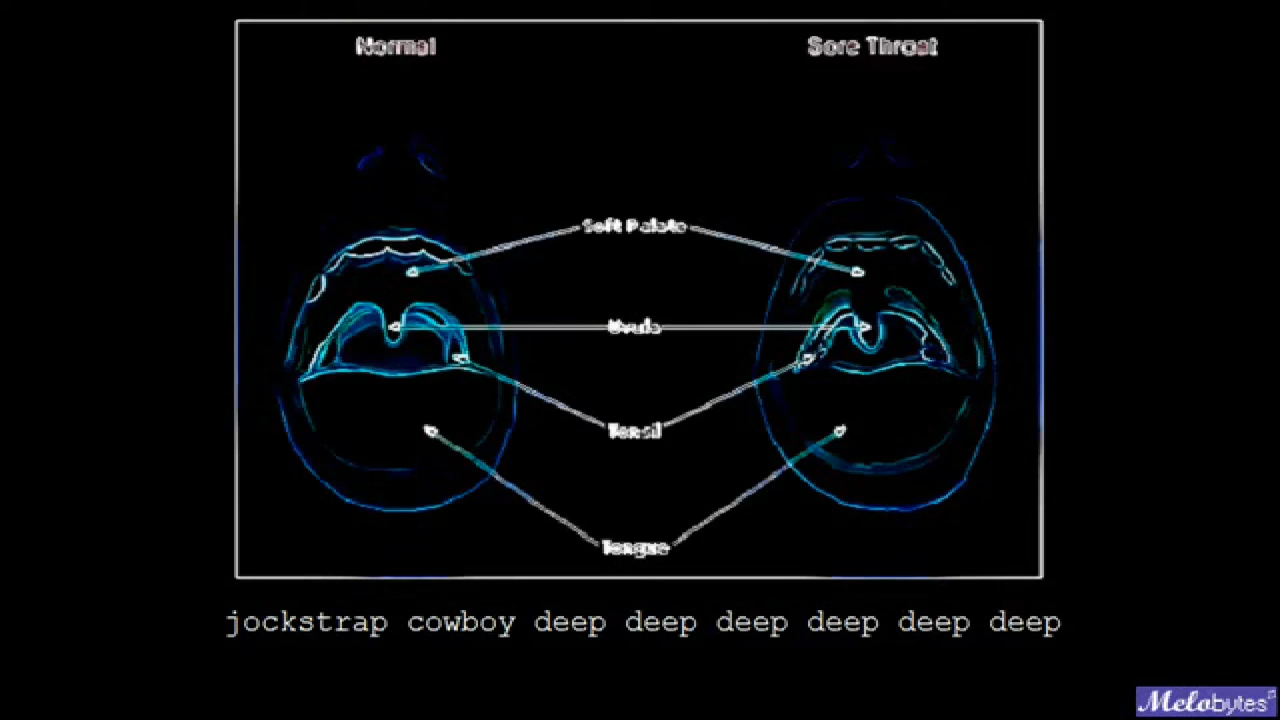 Normal
Sore Throat
Soft Palate
Uvula
Tonsil
Tongue
jockstrap cowboy deep deep deep deep deep deep
Melobytes